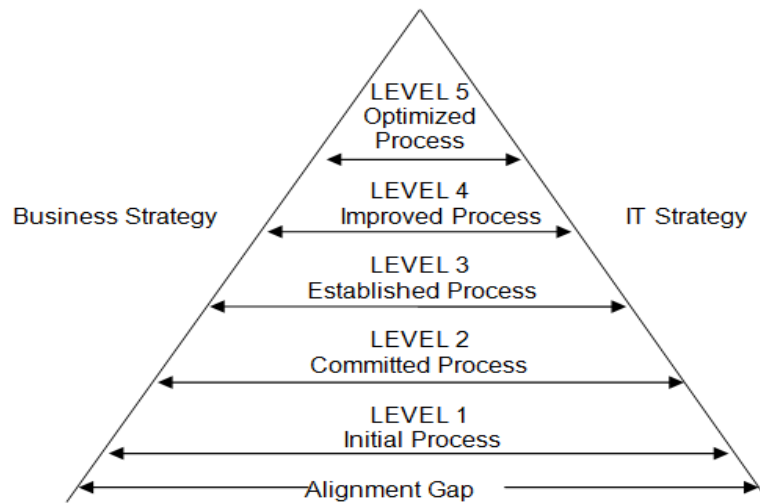 LEVEL 5
Optimized
Process
LEVEL 4
Improved Process
Business Strategy
IT Strategy
LEVEL 3
Established Process
LEVEL 2
Committed Process
LEVEL 1
Initial Process
Alignment Gap